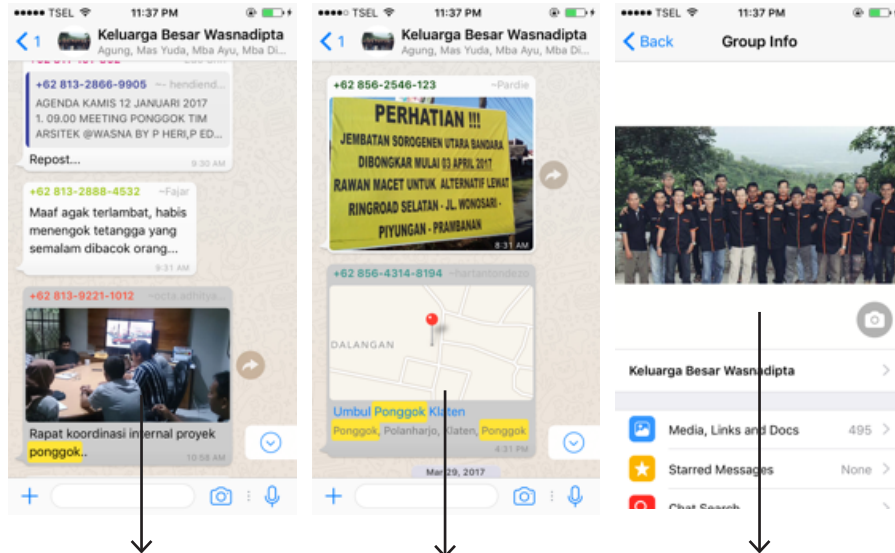 TSEL 11:37 PM
1 Keluarga Besar Wasnadipta
Agung, Mas Yuda, Mba Ayu, Mba Di...
+62 813-2866-9905 ~ hendiend...
AGENDA KAMIS 12 JANUARI 2017
1. 09.00 MEETING PONGGOK TIM
ARSITEK @WASNA BY P HERI,P ED...
Repost...
9:30 AM
+62 813-2888-4532 ~Fajar
Maaf agak terlambat, habis
menengok tetangga yang
semalam dibacok orang...
9:31 AM
+62 813-9221-1012 ~octa.adhitya...
Rapat koordinasi internal proyek
ponggok..
10:58 AM
TSEL 11:37 PM
1 Keluarga Besar Wasnadipta
Agung, Mas Yuda, Mba Ayu, Mba Di...
+62 856-2546-123 ~Pardie
PERHATIAN !!!
JEMBATAN SOROGENEN UTARA BANDARA
DIBONGKAR MULAI 03 APRIL 2017
RAWAN MACET UNTUK ALTERNATIF LEWAT
RINGROAD SELATAN - JL. WONOSARI -
PIYUNGAN - PRAMBANAN
8:31 AM
+62 856-4314-8194 ~hartantondezo
DALANGAN
Umbul Ponggok Klaten
Ponggok, Polanharjo, Klaten, Ponggok
4:31 PM
Mar 29, 2017
TSEL 11:37 PM
Back Group Info
Keluarga Besar Wasnadipta
Media, Links and Docs 495
Starred Messages None
Chat Search